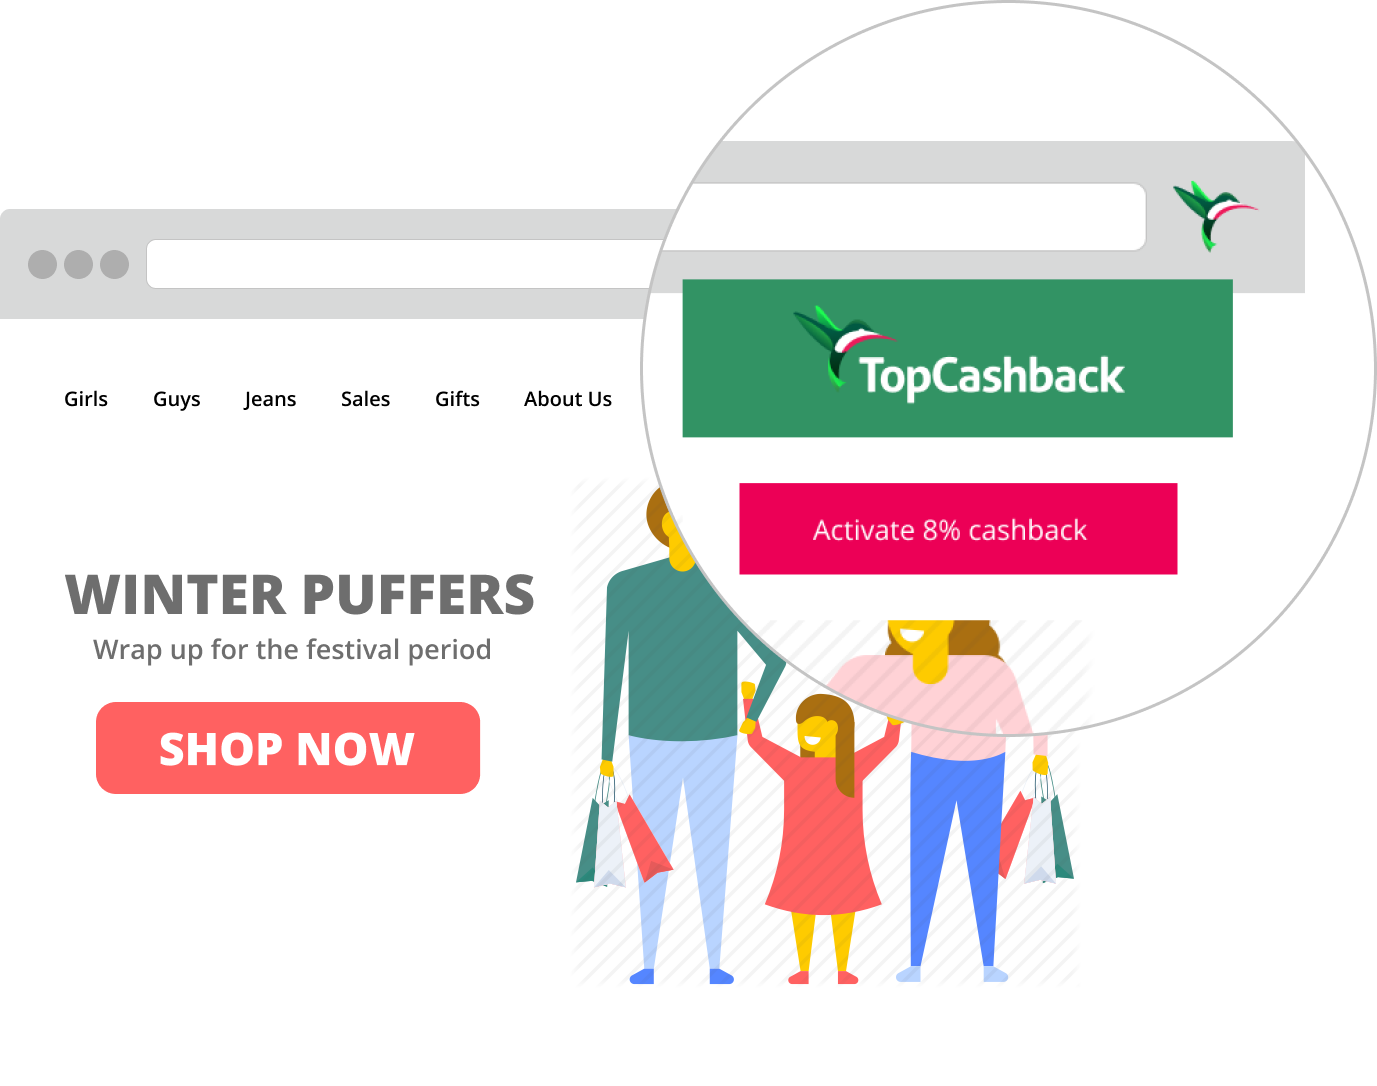 TopCashback
Activate 8% cashback
Girls Guys Jeans Sales Gifts About Us
WINTER PUFFERS
Wrap up for the festival period
SHOP NOW